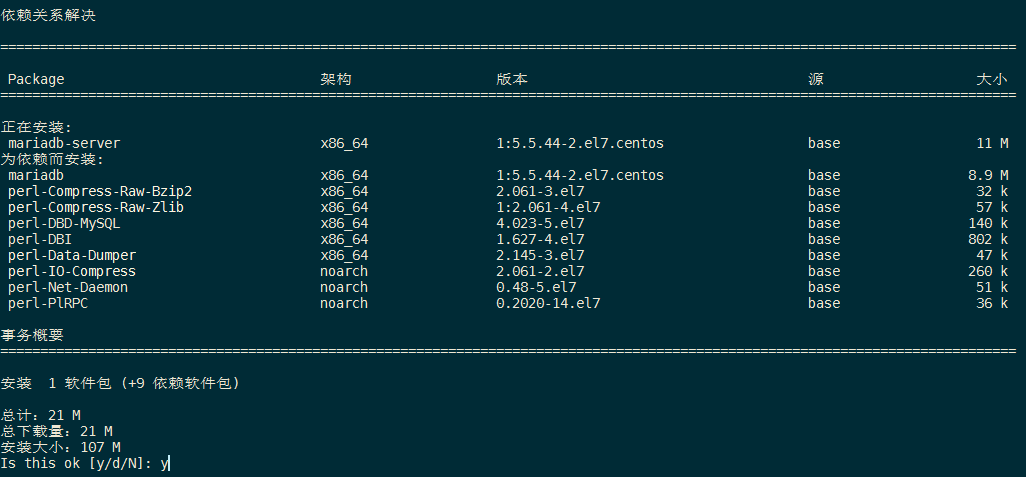 依赖关系解决
================================================================================
Package 架构 版本 源 大小
================================================================================
正在安装:
mariadb-server x86_64 1:5.5.44-2.el7.centos base 11 M
为依赖而安装:
mariadb x86_64 1:5.5.44-2.el7.centos base 8.9 M
perl-Compress-Raw-Bzip2 x86_64 2.061-3.el7 base 32 k
perl-Compress-Raw-Zlib x86_64 1:2.061-4.el7 base 57 k
perl-DBD-MySQL x86_64 4.023-5.el7 base 140 k
perl-DBI x86_64 1.627-4.el7 base 802 k
perl-Data-Dumper x86_64 2.145-3.el7 base 47 k
perl-IO-Compress noarch 2.061-2.el7 base 260 k
perl-Net-Daemon noarch 0.48-5.el7 base 51 k
perl-PlRPC noarch 0.2020-14.el7 base 36 k
事务概要
================================================================================
安装 1 软件包 (+9 依赖软件包)
总计：21 M
总下载量：21 M
安装大小：107 M
Is this ok [y/d/N]: y